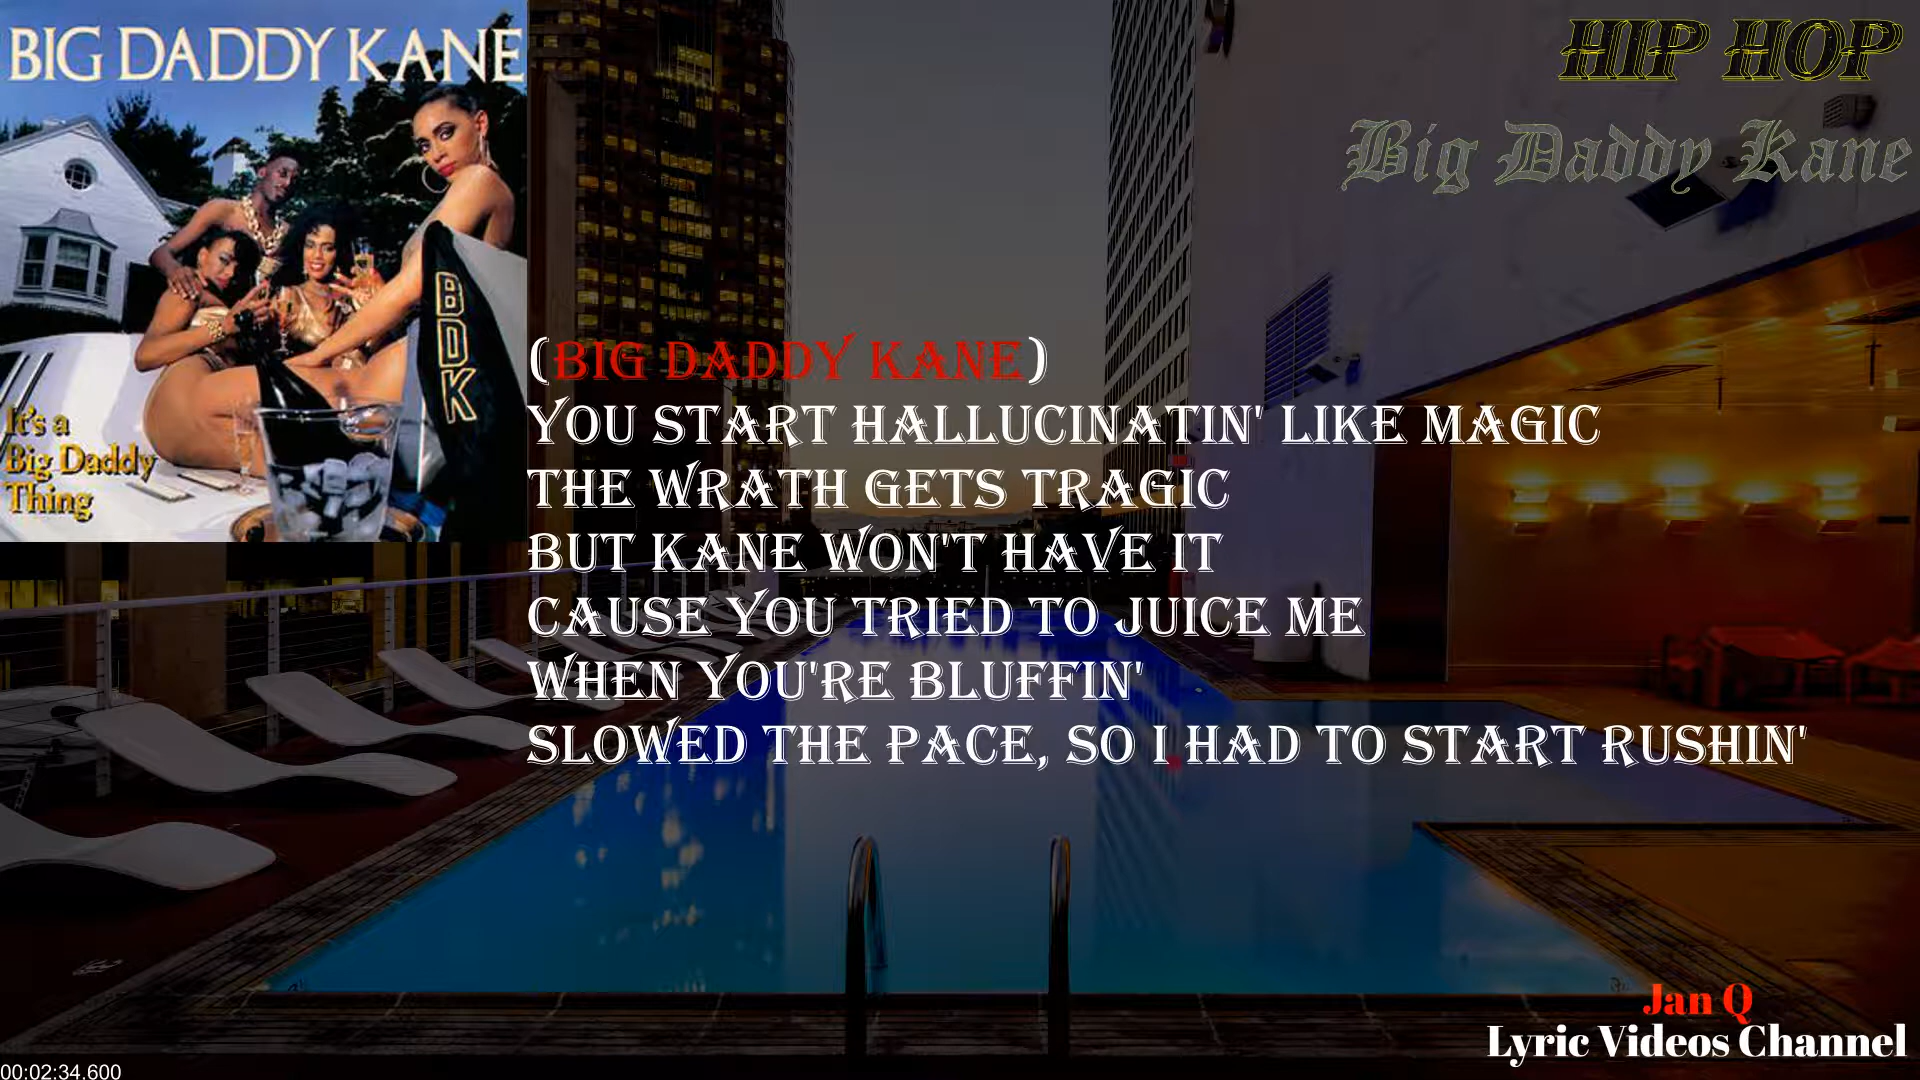 BIG DADDY KANE
BDK
It's a
Big Daddy
Thing
HIP HOP
Big Daddy Kane
(BIG DADDY KANE)
YOU START HALLUCINATIN' LIKE MAGIC
THE WRATH GETS TRAGIC
BUT KANE WON'T HAVE IT
CAUSE YOU TRIED TO JUICE ME
WHEN YOU'RE BLUFFIN'
SLOWED THE PACE, SO I HAD TO START RUSHIN'
Jan Q
Lyric Videos Channel
00:02:34.600